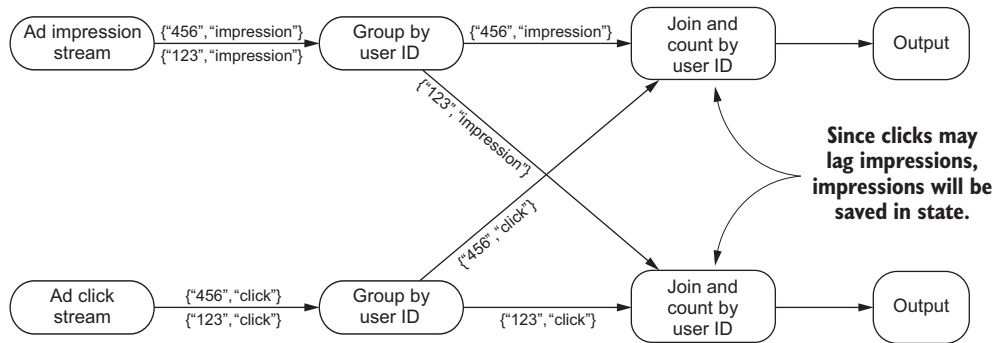 Ad impression
stream
{“456”,“impression”}
{“123”,“impression”}
Group by
user ID
{“456”,“impression”}
Join and
count by
user ID
Output
{“123”,“impression”}
Since clicks may
lag impressions,
impressions will be
saved in state.
{“456”,“click”}
Ad click
stream
{“456”,“click”}
{“123”,“click”}
Group by
user ID
{“123”,“click”}
Join and
count by
user ID
Output